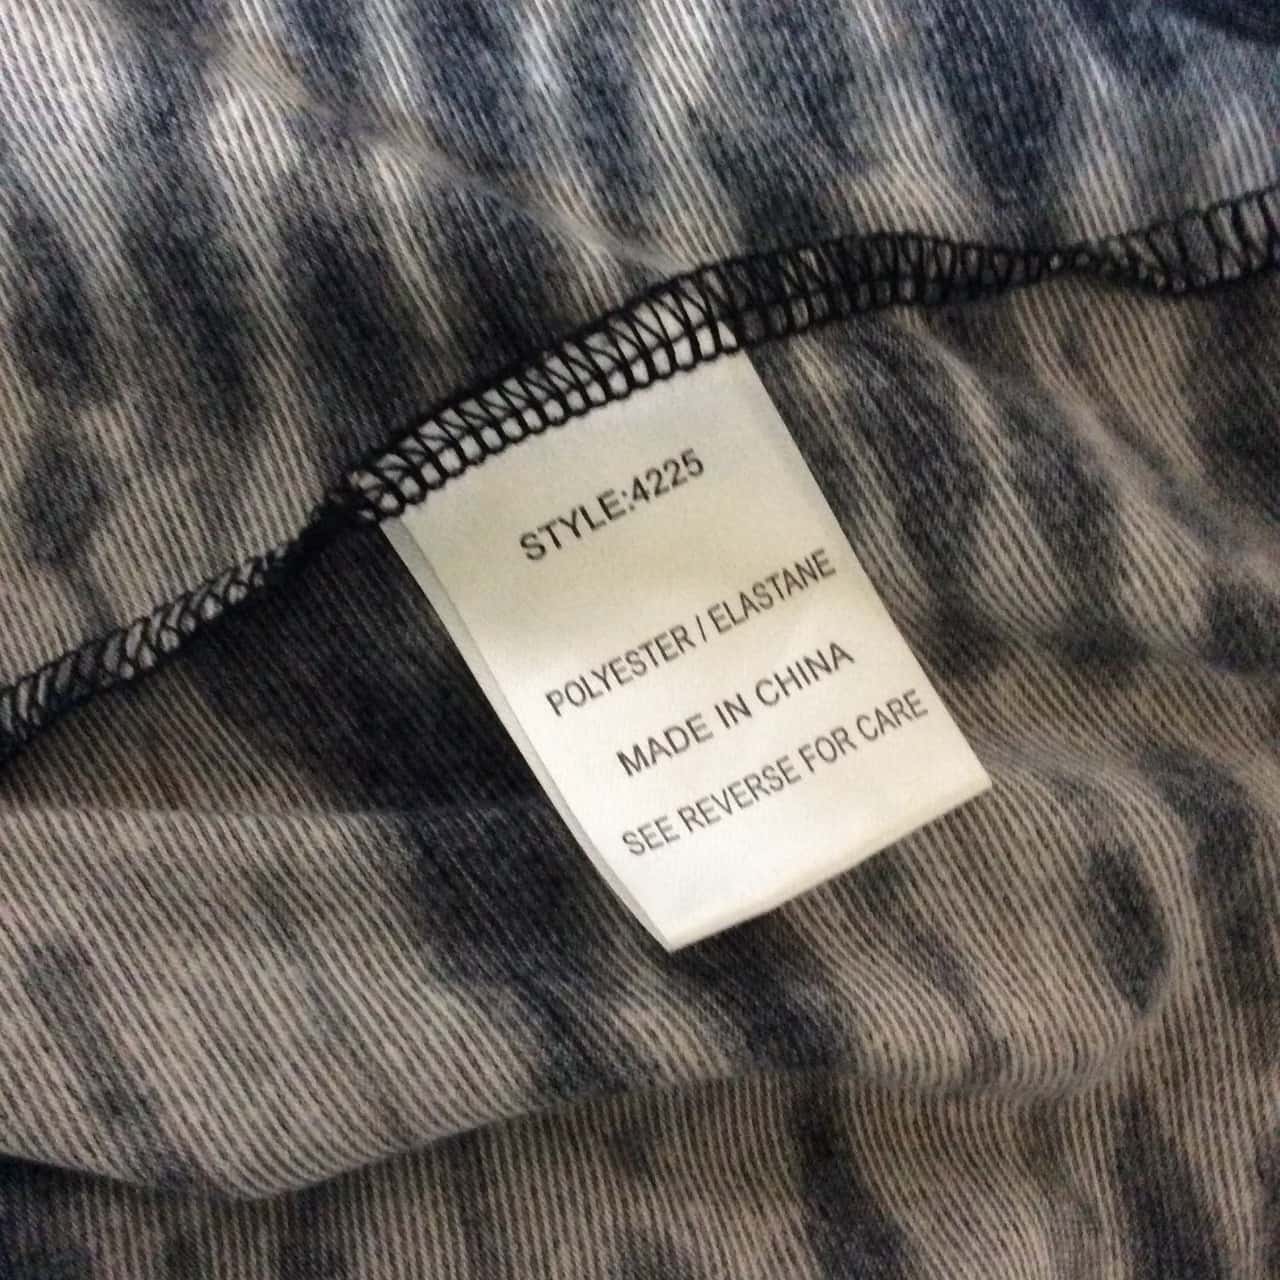 STYLE:4225
POLYESTER / ELASTANE
MADE IN CHINA
SEE REVERSE FOR CARE